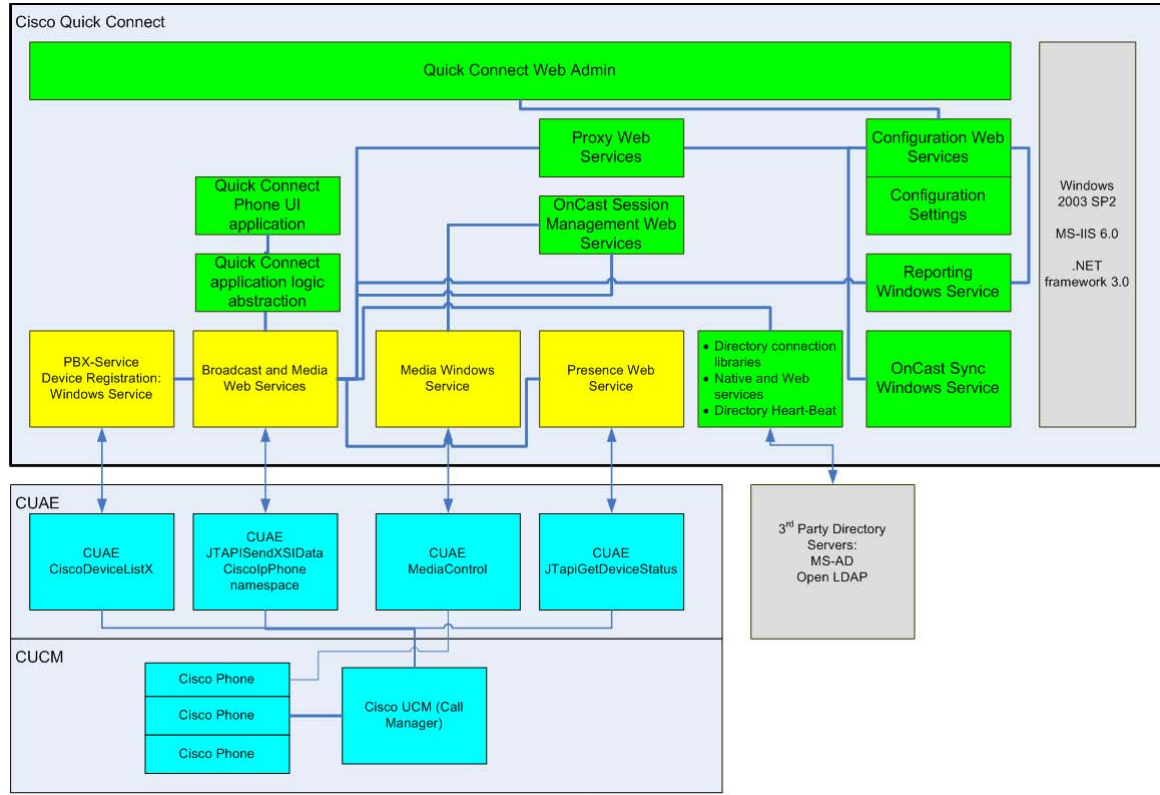 Cisco Quick Connect
Quick Connect Web Admin
Proxy Web
Services
Configuration Web
Services
Configuration
Settings
Quick Connect
Phone UI
application
OnCast Session
Management Web
Services
Quick Connect
application logic
abstraction
Reporting
Windows Service
Windows
2003 SP2
MS-IIS 6.0
.NET
framework 3.0
PBX-Service
Device Registration:
Windows Service
Broadcast and Media
Web Services
Media Windows
Service
Presence Web
Service
• Directory connection
libraries
• Native and Web
services
• Directory Heart-Beat
OnCast Sync
Windows Service
CUAE
CUAE
CiscoDeviceListX
CUAE
JTAPISendXSIData
CiscoIpPhone
namespace
CUAE
MediaControl
CUAE
JTapiGetDeviceStatus
3rd Party Directory
Servers:
MS-AD
Open LDAP
CUCM
Cisco Phone
Cisco Phone
Cisco Phone
Cisco UCM (Call
Manager)